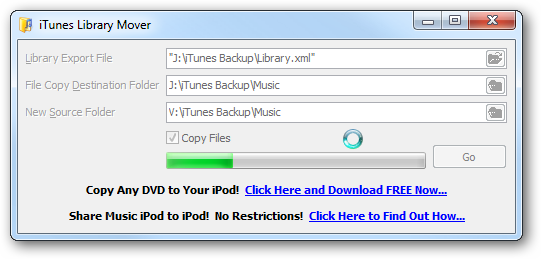 iTunes Library Mover
Library Export File "J:\iTunes Backup\Library.xml"
File Copy Destination Folder J:\iTunes Backup\Music
New Source Folder V:\iTunes Backup\Music
Copy Files
Go
Copy Any DVD to Your iPod! Click Here and Download FREE Now...
Share Music iPod to iPod! No Restrictions! Click Here to Find Out How...